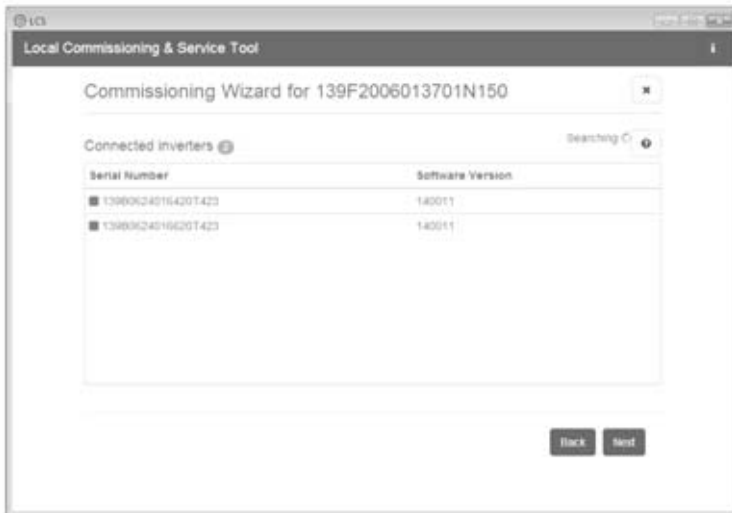 LCS
Local Commissioning & Service Tool
Commissioning Wizard for 139F2006013701N150
Connected inverters 2
Searching
Serial Number Software Version
139B0624016420T423 140011
139B0624016620T423 140011
Back Next